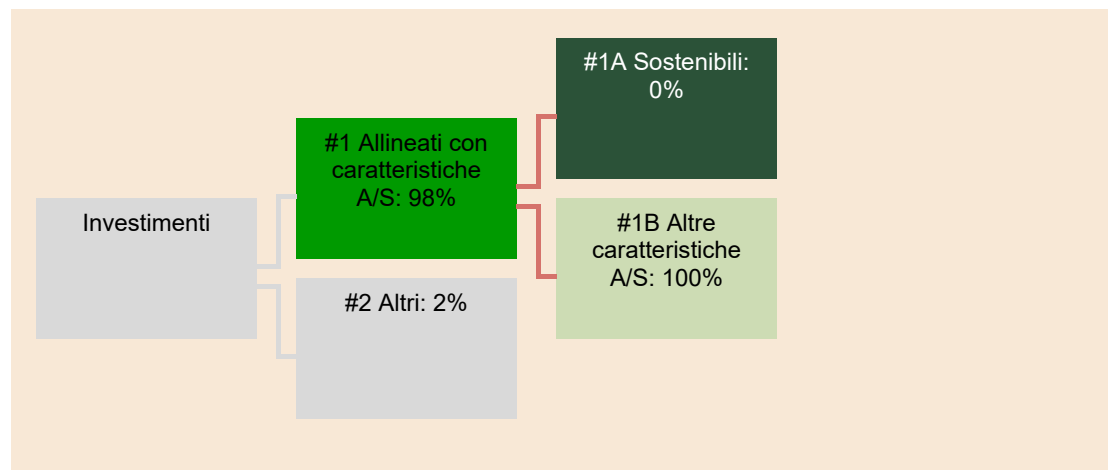 Investimenti
#1 Allineati con
caratteristiche
A/S: 98%
#2 Altri: 2%
#1A Sostenibili:
0%
#1B Altre
caratteristiche
A/S: 100%